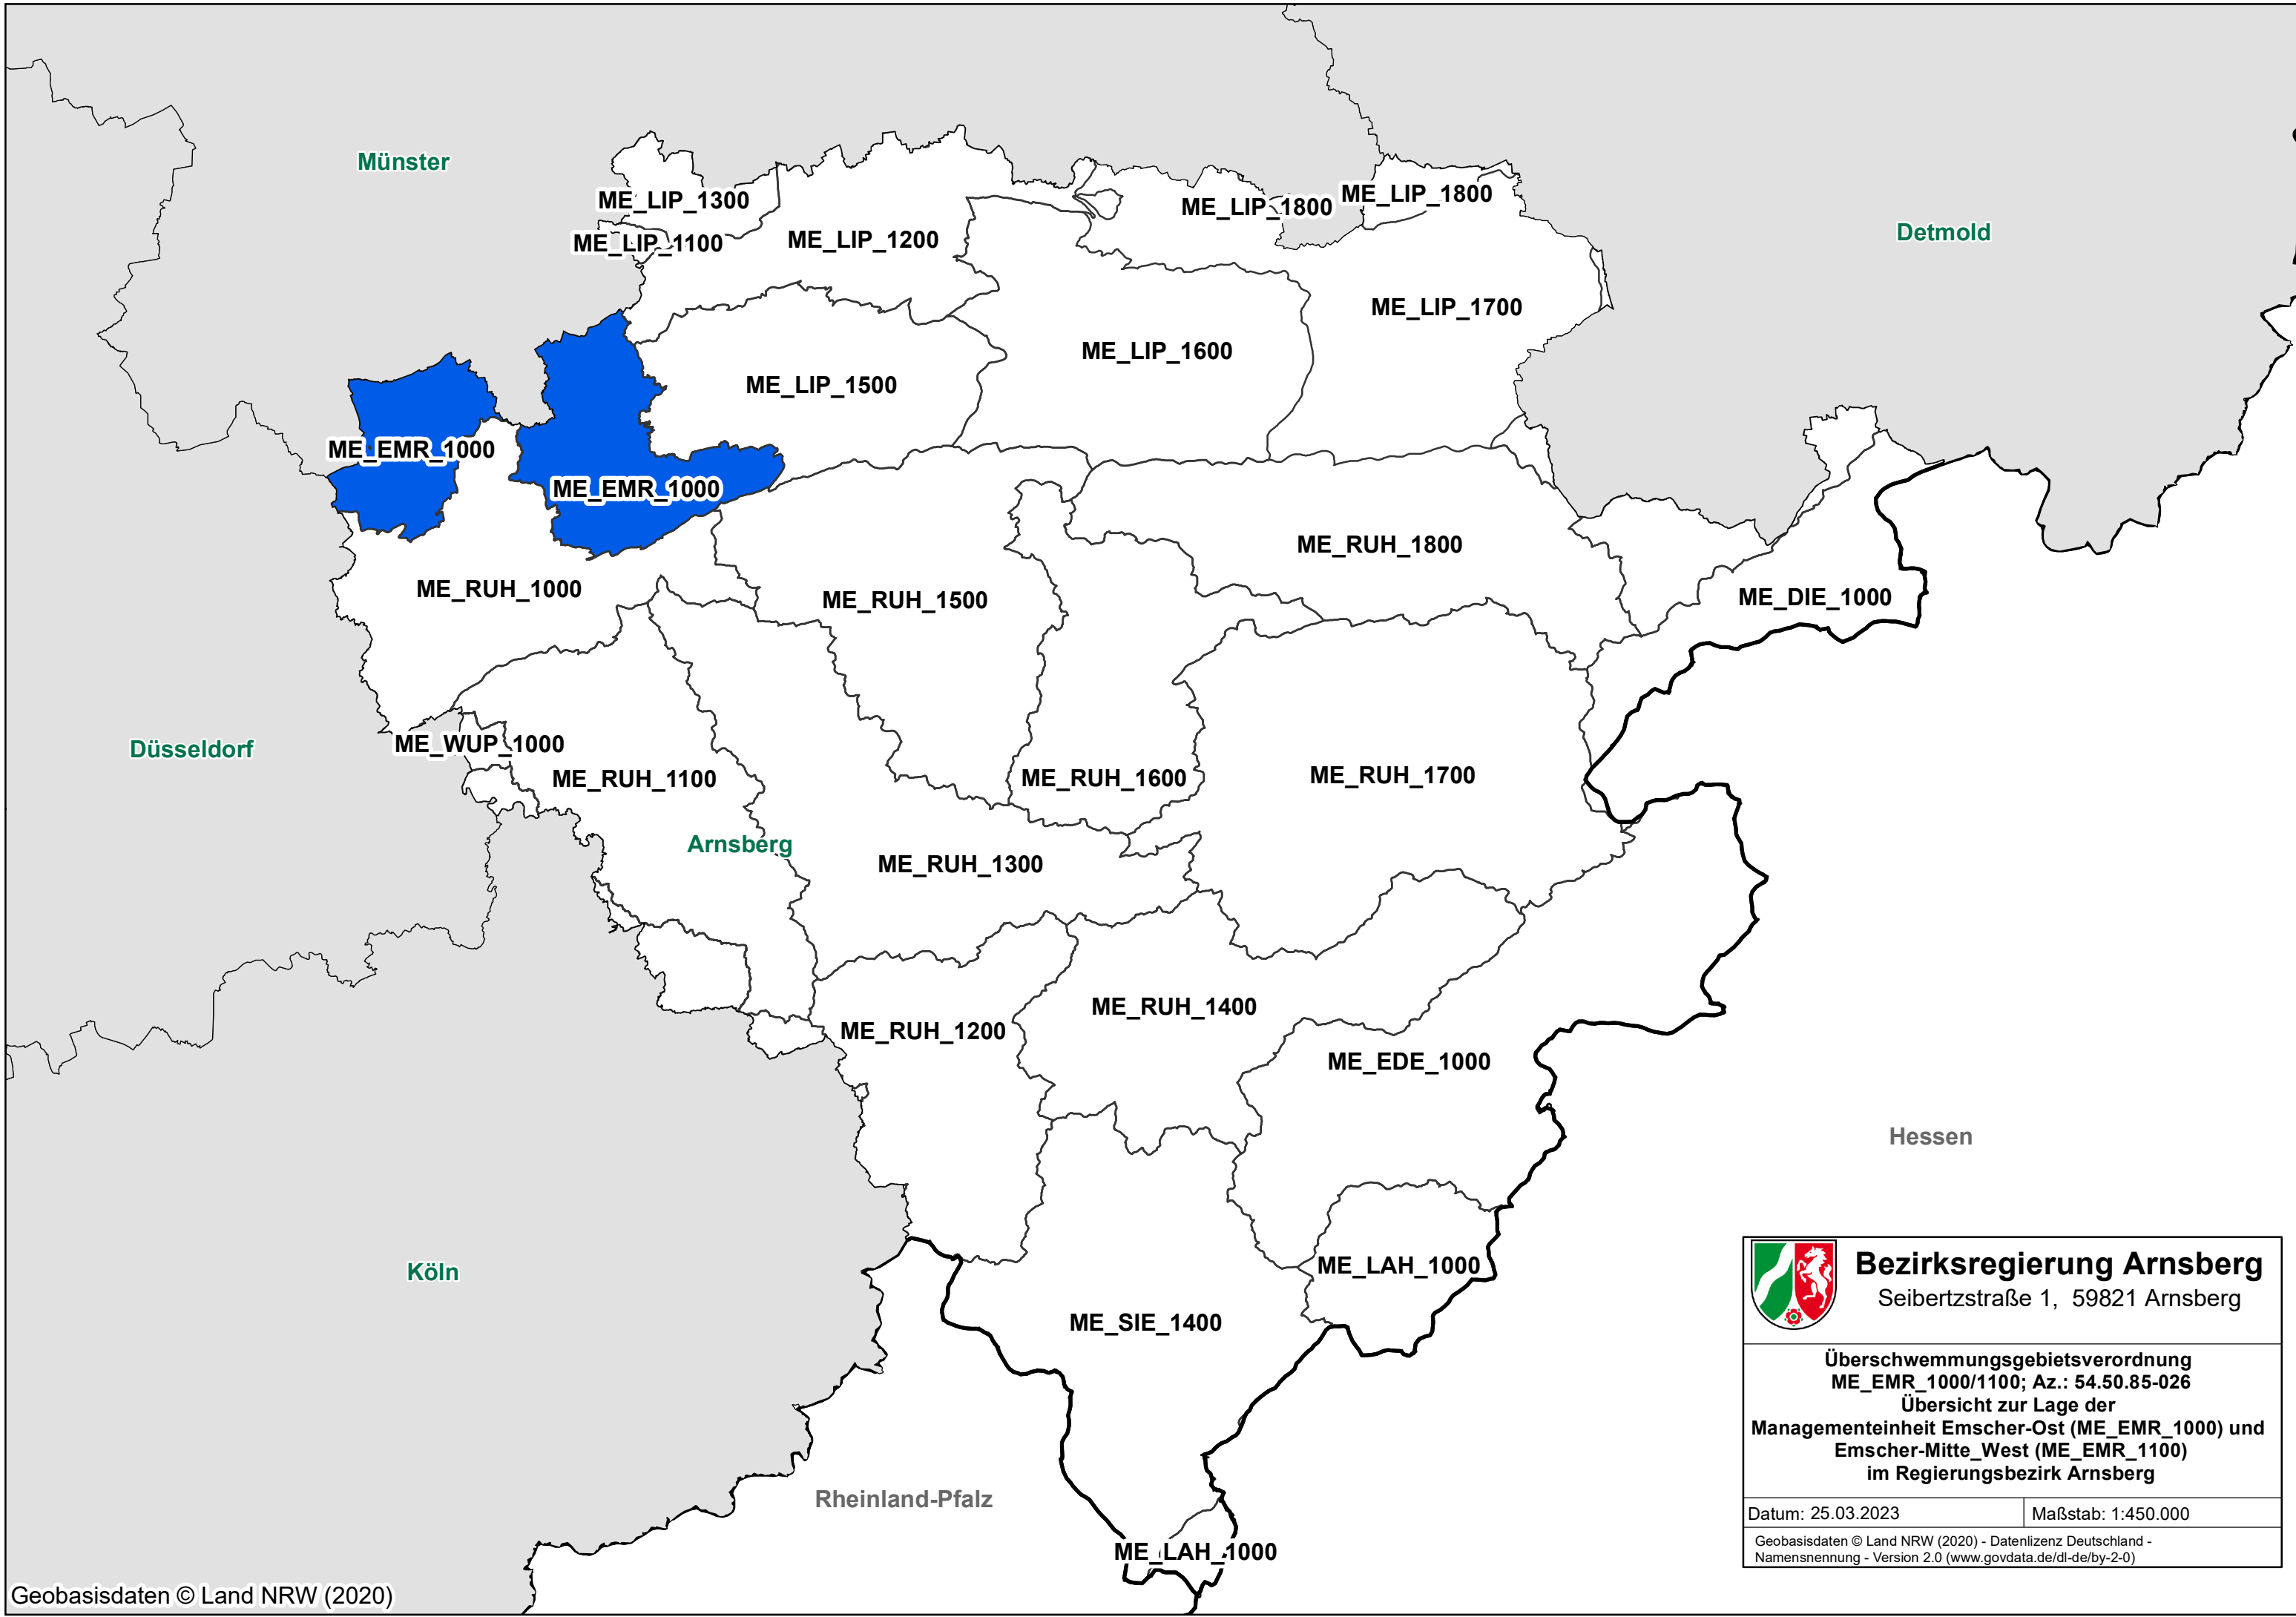 Münster
ME_LIP_1300
ME_LIP_1800
ME_LIP_1800
ME_LIP_1100
ME_LIP_1200
Detmold
ME_LIP_1700
ME_LIP_1600
ME_LIP_1500
ME_EMR_1000
ME_EMR_1000
ME_RUH_1800
ME_RUH_1000
ME_RUH_1500
ME_DIE_1000
Düsseldorf
ME_WUP_1000
ME_RUH_1100
ME_RUH_1600
ME_RUH_1700
Arnsberg
ME_RUH_1300
ME_RUH_1400
ME_RUH_1200
ME_EDE_1000
Hessen
Köln
ME_LAH_1000
ME_SIE_1400
Rheinland-Pfalz
ME_LAH_1000
Bezirksregierung Arnsberg
Seibertzstraße 1, 59821 Arnsberg
Überschwemmungsgebietsverordnung
ME_EMR_1000/1100; Az.: 54.50.85-026
Übersicht zur Lage der
Managementeinheit Emscher-Ost (ME_EMR_1000) und
Emscher-Mitte_West (ME_EMR_1100)
im Regierungsbezirk Arnsberg
Datum: 25.03.2023
Maßstab: 1:450.000
Geobasisdaten © Land NRW (2020) - Datenlizenz Deutschland -
Namensnennung - Version 2.0 (www.govdata.de/dl-de/by-2-0)
Geobasisdaten © Land NRW (2020)